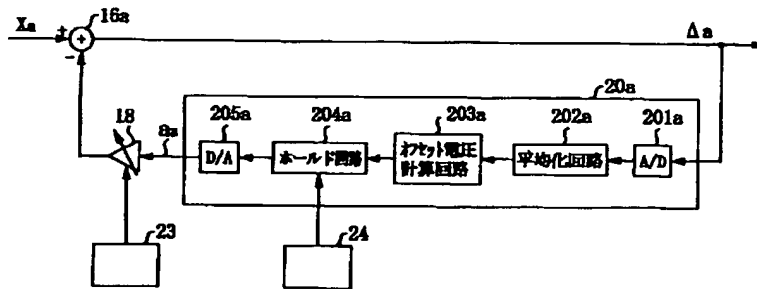 Xa
+
16a
+
-
Δa
20a
18
aa
205a
204a
203a
202a
201a
D/A
ホールド回路
オフセット電圧
計算回路
平均化回路
A/D
23
24